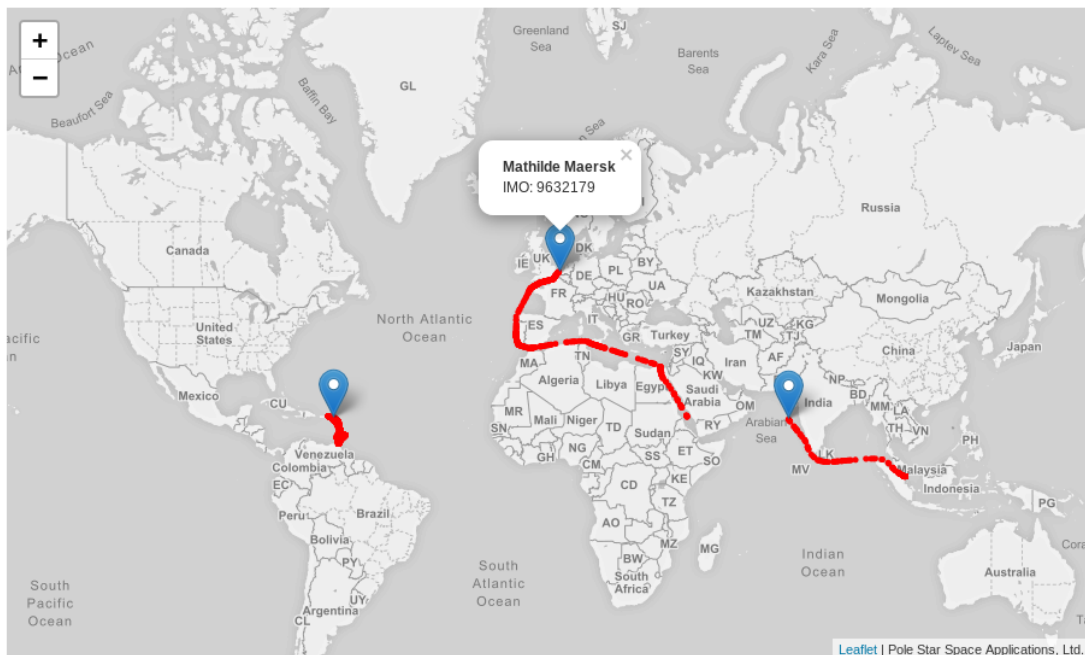 +
−
Greenland
Sea
SJ
Barents
Sea
Kara Sea
Laptev Sea
Ocean
Beaufort Sea
Baffin Bay
GL
Sea
Mathilde Maersk ×
IMO: 9632179
Russia
Canada
IE
UK
DK
DE
PL
BY
UA
FR
HU
RO
IT
ES
GR
Turkey
Kazakhstan
Mongolia
UZ
KG
TM
TJ
China
Japan
North Atlantic
Ocean
United
States
MA
TN
SY
IQ
Iran
AF
KW
Algeria
Libya
Egypt
Saudi
Arabia
NP
BD
OM
India
MM
LA
TH
VN
PH
Mexico
CU
MR
Mali
Niger
TD
Sudan
RY
Arabian
Sea
SN
GH
NG
CM
SS
ET
SO
LK
MV
Malaysia
Indonesia
PG
Venezuela
Colombia
EC
Peru
Brazil
Bolivia
PY
CD
KE
TZ
AO
MZ
BW
MG
South
Africa
Indian
Ocean
Australia
South
Pacific
Ocean
South
Atlantic
Ocean
UY
Argentina
CL
Leaflet | Pole Star Space Applications, Ltd.